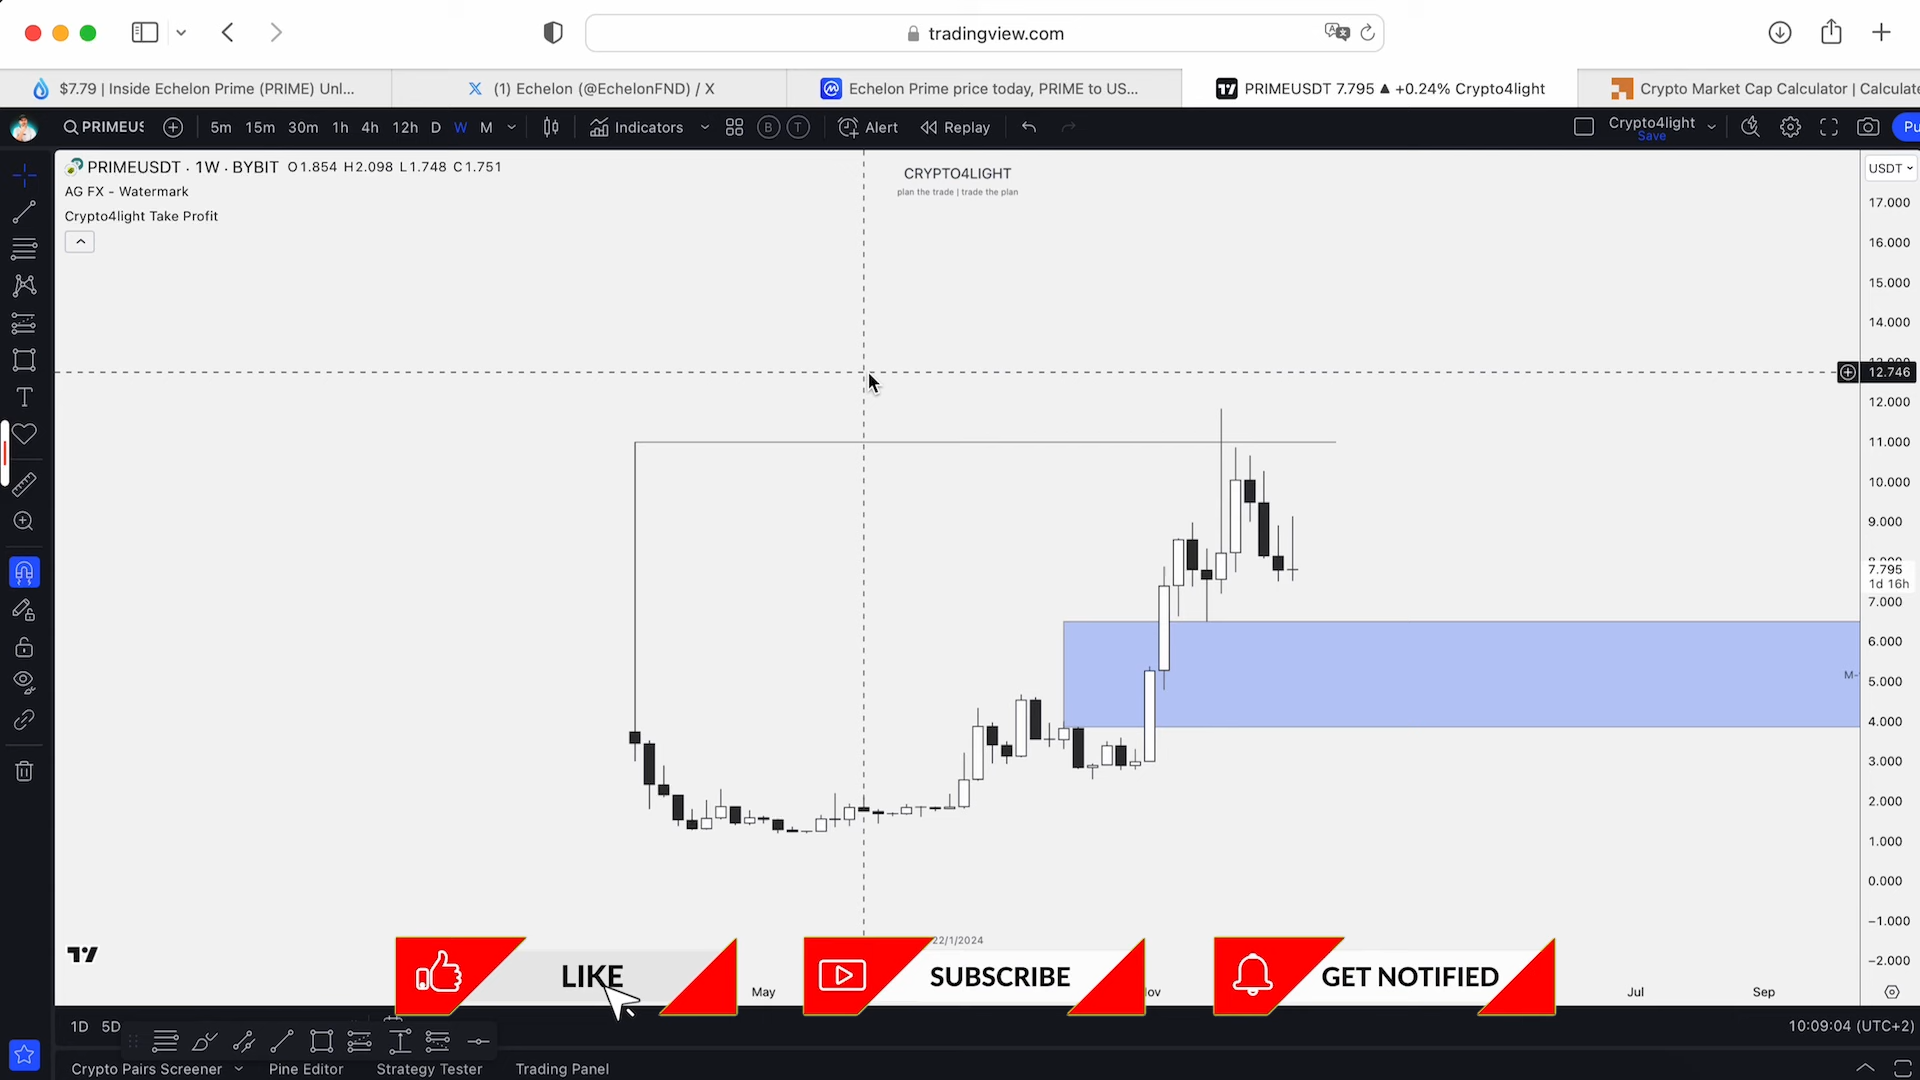 tradingview.com
$7.79 | Inside Echelon Prime (PRIME) Unl...
(1) Echelon (@EchelonFND) / X
Echelon Prime price today, PRIME to US...
PRIMEUSDT 7.795 ▲ +0.24% Crypto4light
Crypto Market Cap Calculator | Calculate
PRIMEUS
5m 15m 30m 1h 4h 12h D W M
Indicators
B T
Alert
Replay
Crypto4light
Save
Pu
PRIMEUSDT · 1W · BYBIT O1.854 H2.098 L1.748 C1.751
AG FX - Watermark
Crypto4light Take Profit
CRYPTO4LIGHT
plan the trade | trade the plan
USDT
17.000
16.000
15.000
14.000
12.746
12.000
11.000
10.000
9.000
7.795
1d 16h
7.000
6.000
M-
5.000
4.000
3.000
2.000
1.000
0.000
−1.000
−2.000
22/1/2024
LIKE
SUBSCRIBE
GET NOTIFIED
May
Jul
Sep
1D 5D
10:09:04 (UTC+2)
Crypto Pairs Screener
Pine Editor
Strategy Tester
Trading Panel